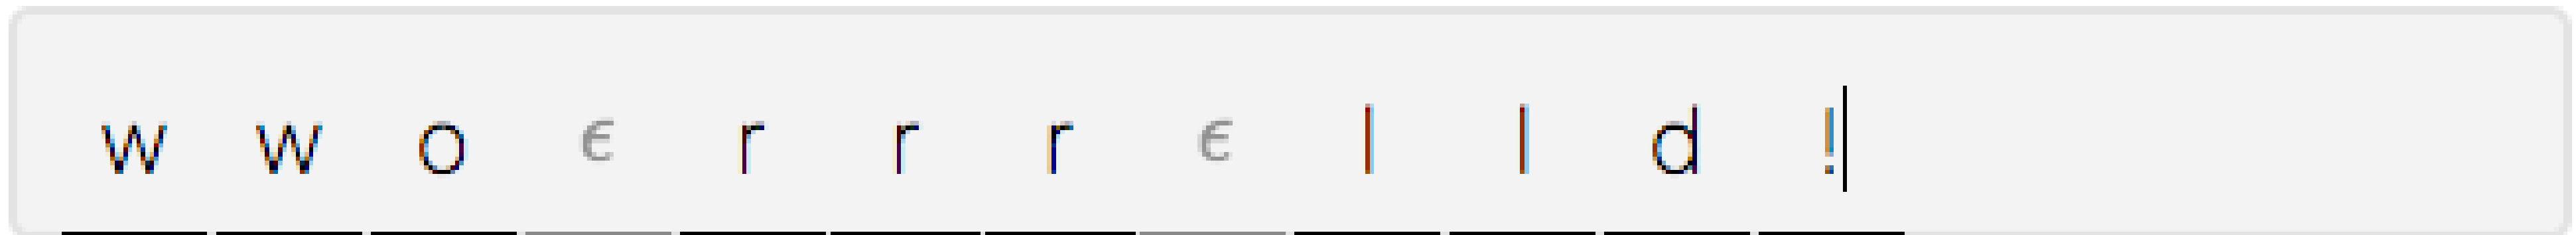 w w o ϵ r r r ϵ l l d !